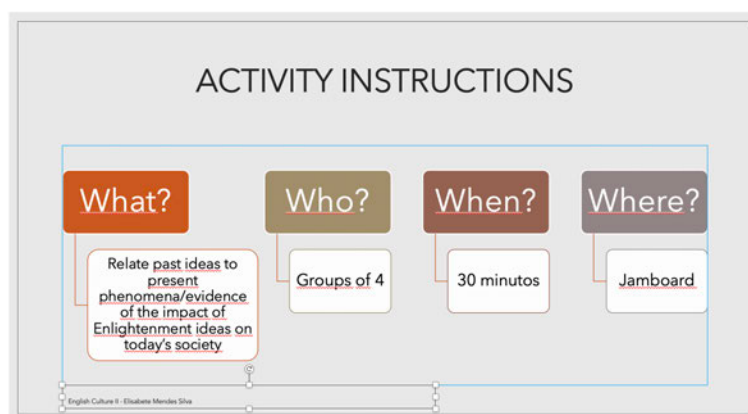 ACTIVITY INSTRUCTIONS
What?
Who?
When?
Where?
Relate past ideas to
present
phenomena/evidence
of the impact of
Enlightenment ideas on
today's society
Groups of 4
30 minutos
Jamboard
English Culture II - Elisabete Mendes Silva